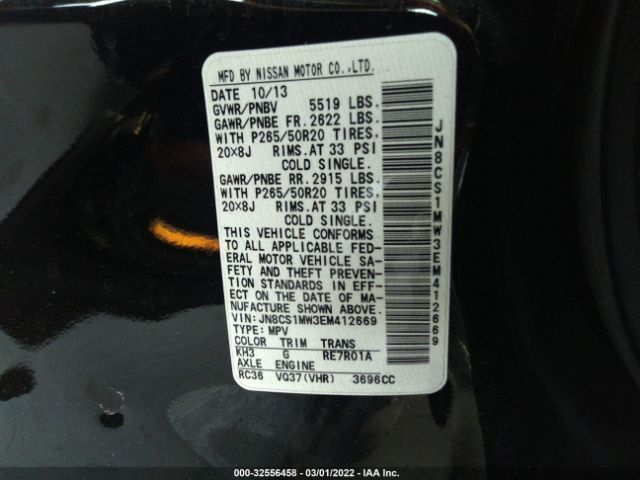 MFD BY NISSAN MOTOR CO.,LTD.
DATE 10/13
GVWR/PNBV 5519 LBS.
GAWR/PNBE FR. 2622 LBS.
WITH P265/50R20 TIRES,
20X8J RIMS.AT 33 PSI
COLD SINGLE.
GAWR/PNBE RR. 2915 LBS.
WITH P265/50R20 TIRES,
20X8J RIMS.AT 33 PSI
COLD SINGLE.
THIS VEHICLE CONFORMS
TO ALL APPLICABLE FED-
ERAL MOTOR VEHICLE SA-
FETY AND THEFT PREVEN-
TION STANDARDS IN EFF-
ECT ON THE DATE OF MA-
NUFACTURE SHOWN ABOVE.
VIN: JN8CS1MW3EM412669
TYPE: MPV
COLOR TRIM TRANS
KH3 G RE7R01A
AXLE ENGINE
RC36 VQ37(VHR) 3696CC
JN8CS1MW3EM412669
000-32556458 - 03/01/2022 - IAA Inc.